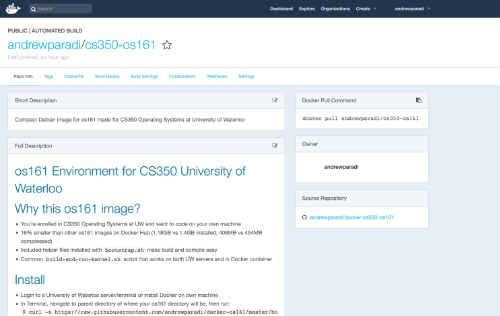 Search
Dashboard Explore Organizations Create andrewparadi
PUBLIC | AUTOMATED BUILD
andrewparadi/cs350-os161
Last pushed: an hour ago
Repo Info Tags Dockerfile Build Details Build Settings Collaborators Webhooks Settings
Short Description
Compact Debian Image for os161 made for CS350 Operating Systems at University of Waterloo
Full Description
os161 Environment for CS350 University of
Waterloo
Why this os161 image?
• You're enrolled in CS350 Operating Systems at UW and want to code on your own machine
• 16% smaller than other os161 images on Docker Hub (1.18GB vs 1.4GB installed, 406MB vs 454MB
compressed)
• Included helper files installed with bootstrap.sh make build and compile easy
• Common build-and-run-kernel.sh script that works on both UW servers and in Docker container
Install
• Login to a University of Waterloo server/terminal or install Docker on own machine
• In Terminal, navigate to parent directory of where your os161 directory will be, then run:
$ curl -s https://raw.githubusercontent.com/andrewparadi/docker-os161/master/bo
Docker Pull Command
docker pull andrewparadi/cs350-os161
Owner
andrewparadi
Source Repository
andrewparadi/docker-cs350-os161